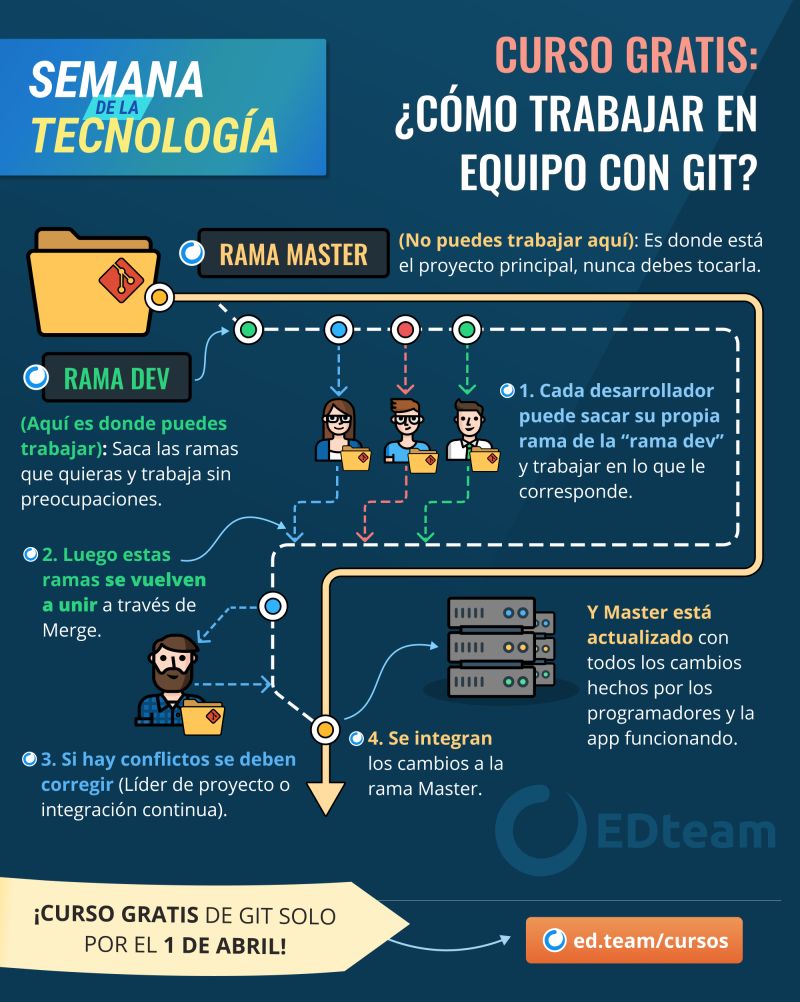 SEMANA
DE LA
TECNOLOGÍA
CURSO GRATIS:
¿CÓMO TRABAJAR EN
EQUIPO CON GIT?
RAMA MASTER
(No puedes trabajar aquí): Es donde está
el proyecto principal, nunca debes tocarla.
RAMA DEV
(Aquí es donde puedes
trabajar): Saca las ramas
que quieras y trabaja sin
preocupaciones.
1. Cada desarrollador
puede sacar su propia
rama de la “rama dev”
y trabajar en lo que le
corresponde.
2. Luego estas
ramas se vuelven
a unir a través de
Merge.
3. Si hay conflictos se deben
corregir (Líder de proyecto o
integración continua).
4. Se integran
los cambios a la
rama Master.
Y Master está
actualizado con
todos los cambios
hechos por los
programadores y la
app funcionando.
EDteam
¡CURSO GRATIS DE GIT SOLO
POR EL 1 DE ABRIL!
ed.team/cursos